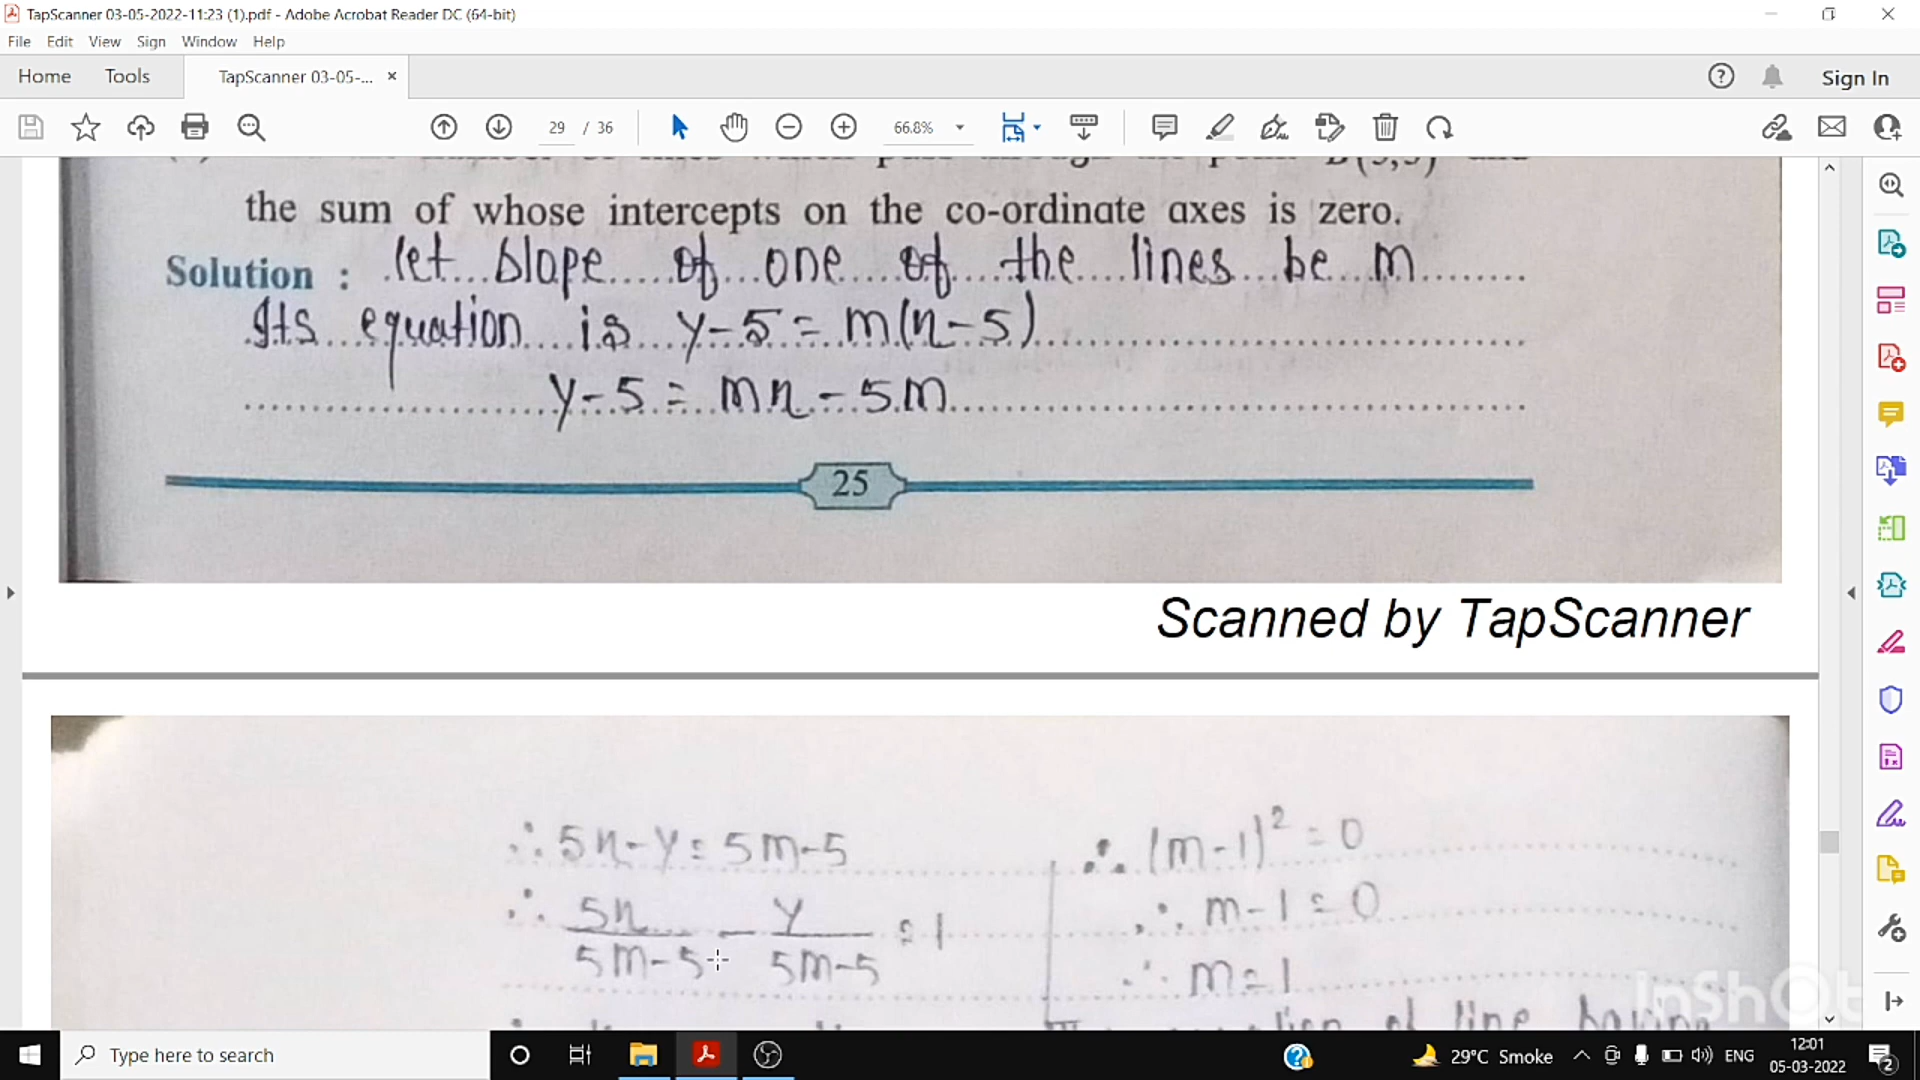 TapScanner 03-05-2022-11:23 (1).pdf - Adobe Acrobat Reader DC (64-bit)
File Edit View Sign Window Help
Home Tools TapScanner 03-05-... × Sign In
29 / 36 66.8%
the sum of whose intercepts on the co-ordinate axes is zero.
Solution : let slope of one of the lines be m
Its equation is y-5=m(x-5)
y-5=mx-5m
25
Scanned by TapScanner
∴ 5x-y=5m-5
∴ 5x/5m-5 - y/5m-5 = 1
∴ (m-1)²=0
∴ m-1=0
∴ m=1
of line having
InShOt
Type here to search
29°C Smoke
ENG
12:01
05-03-2022
2